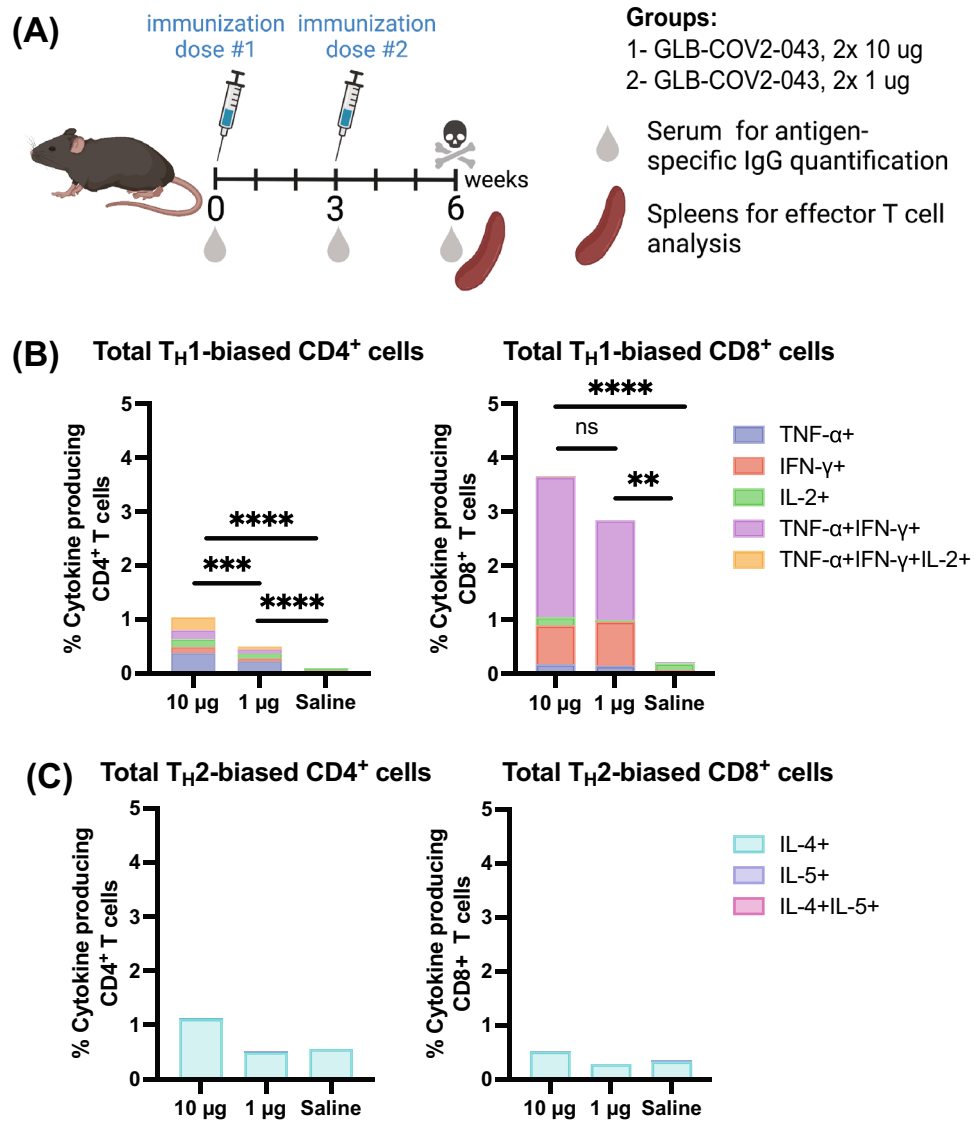 (A)
immunization
dose #1
immunization
dose #2
weeks
0
3
6
Groups:
1- GLB-COV2-043, 2x 10 ug
2- GLB-COV2-043, 2x 1 ug
Serum for antigen-
specific IgG quantification
Spleens for effector T cell
analysis
(B)
Total TH1-biased CD4+ cells
% Cytokine producing
CD4+ T cells
5
4
3
2
1
0
****
***
****
10 µg
1 µg
Saline
Total TH1-biased CD8+ cells
% Cytokine producing
CD8+ T cells
5
4
3
2
1
0
****
ns
**
10 µg
1 µg
Saline
TNF-α+
IFN-γ+
IL-2+
TNF-α+IFN-γ+
TNF-α+IFN-γ+IL-2+
(C)
Total TH2-biased CD4+ cells
% Cytokine producing
CD4+ T cells
5
4
3
2
1
0
10 µg
1 µg
Saline
Total TH2-biased CD8+ cells
% Cytokine producing
CD8+ T cells
5
4
3
2
1
0
10 µg
1 µg
Saline
IL-4+
IL-5+
IL-4+IL-5+